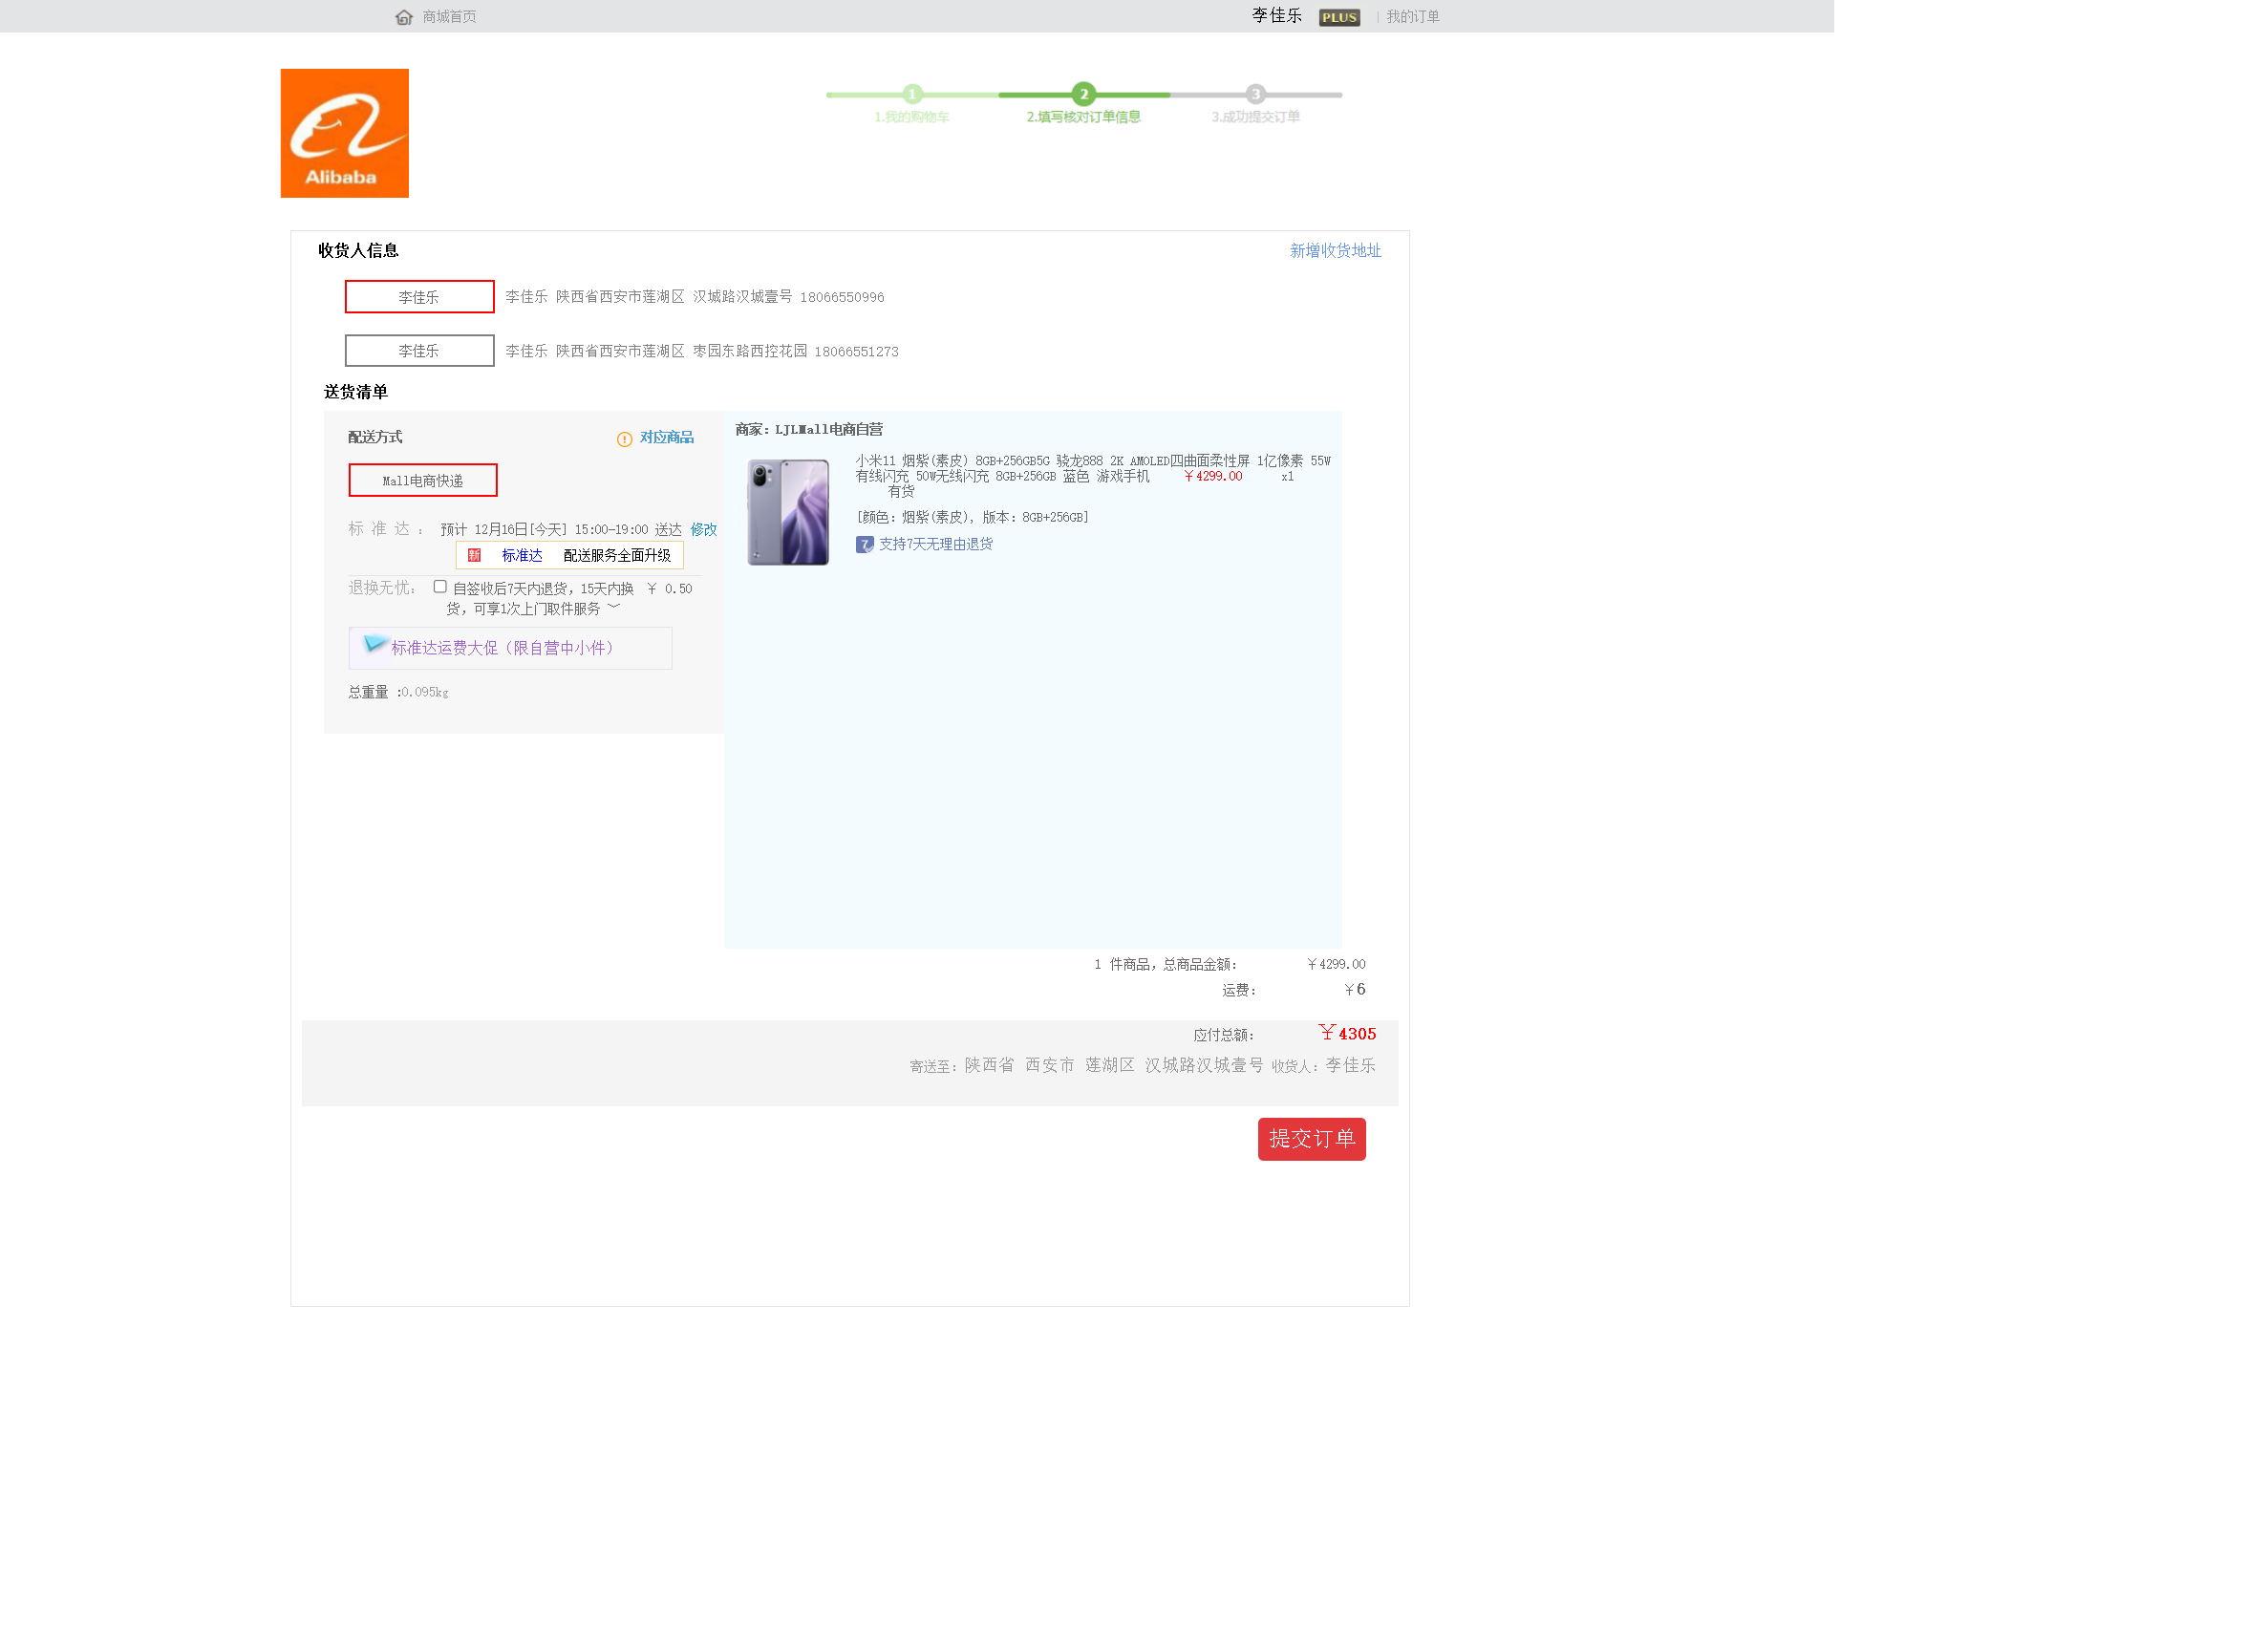 商城首页
李佳乐 PLUS | 我的订单
Alibaba
1 2 3
1.我的购物车 2.填写核对订单信息 3.成功提交订单
收货人信息 新增收货地址
李佳乐 李佳乐 陕西省西安市莲湖区 汉城路汉城壹号 18066550996
李佳乐 李佳乐 陕西省西安市莲湖区 枣园东路西控花园 18066551273
送货清单
配送方式 对应商品
Mall电商快递
标 准 达 : 预计 12月16日[今天] 15:00-19:00 送达 修改
新 标准达 配送服务全面升级
退换无忧: 自签收后7天内退货，15天内换 ￥ 0.50
货，可享1次上门取件服务
标准达运费大促（限自营中小件）
总重量 :0.095kg
商家：LJLMall电商自营
小米11 烟紫(素皮) 8GB+256GB5G 骁龙888 2K AMOLED四曲面柔性屏 1亿像素 55W
有线闪充 50W无线闪充 8GB+256GB 蓝色 游戏手机 ￥4299.00 x1
有货
[颜色：烟紫(素皮)，版本：8GB+256GB]
7 支持7天无理由退货
1 件商品，总商品金额： ￥4299.00
运费： ￥6
应付总额： ￥4305
寄送至：陕西省 西安市 莲湖区 汉城路汉城壹号 收货人：李佳乐
提交订单